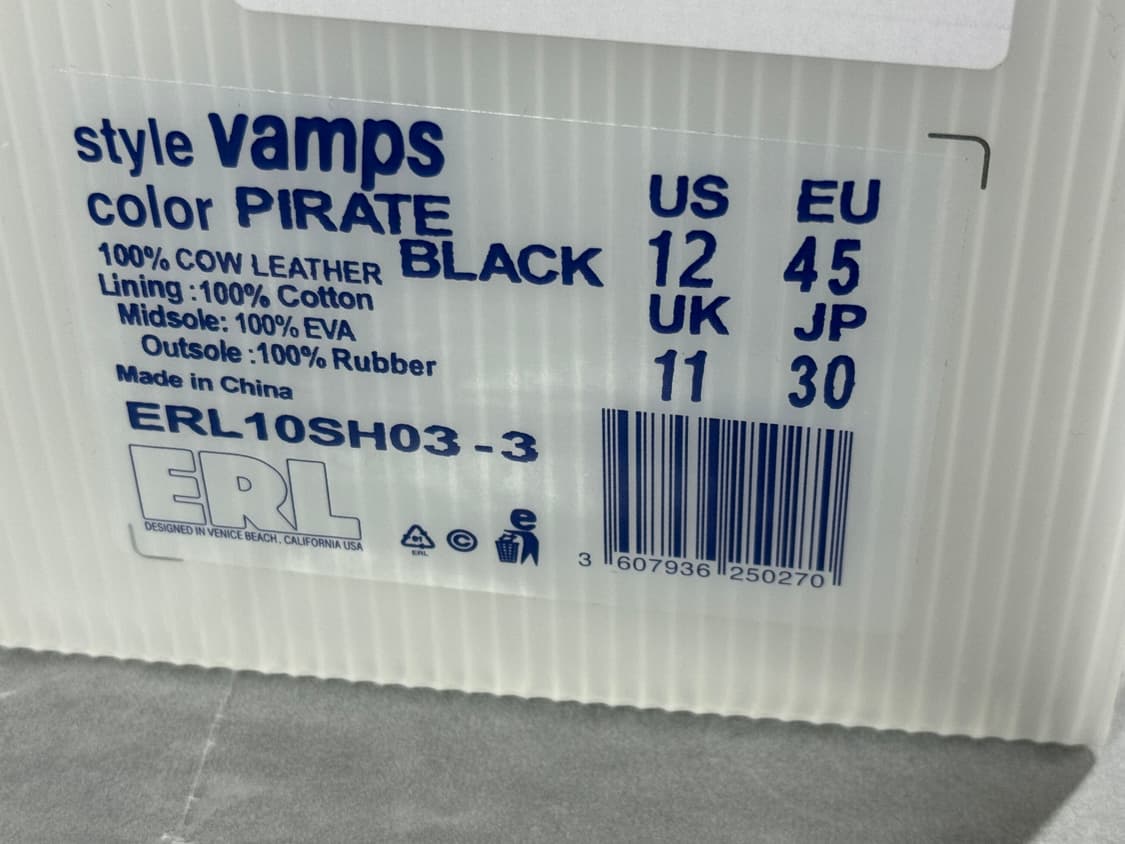 style vamps
color PIRATE
BLACK
100% COW LEATHER
Lining :100% Cotton
Midsole: 100% EVA
Outsole :100% Rubber
Made in China
ERL10SH03 -3
ERL
DESIGNED IN VENICE BEACH. CALIFORNIA USA
US EU
12 45
UK JP
11 30
01
ERL
©
e
3 607936 250270